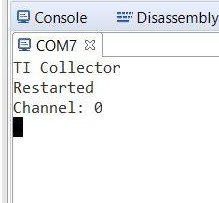 Console Disassembly
COM7
TI Collector
Restarted
Channel: 0